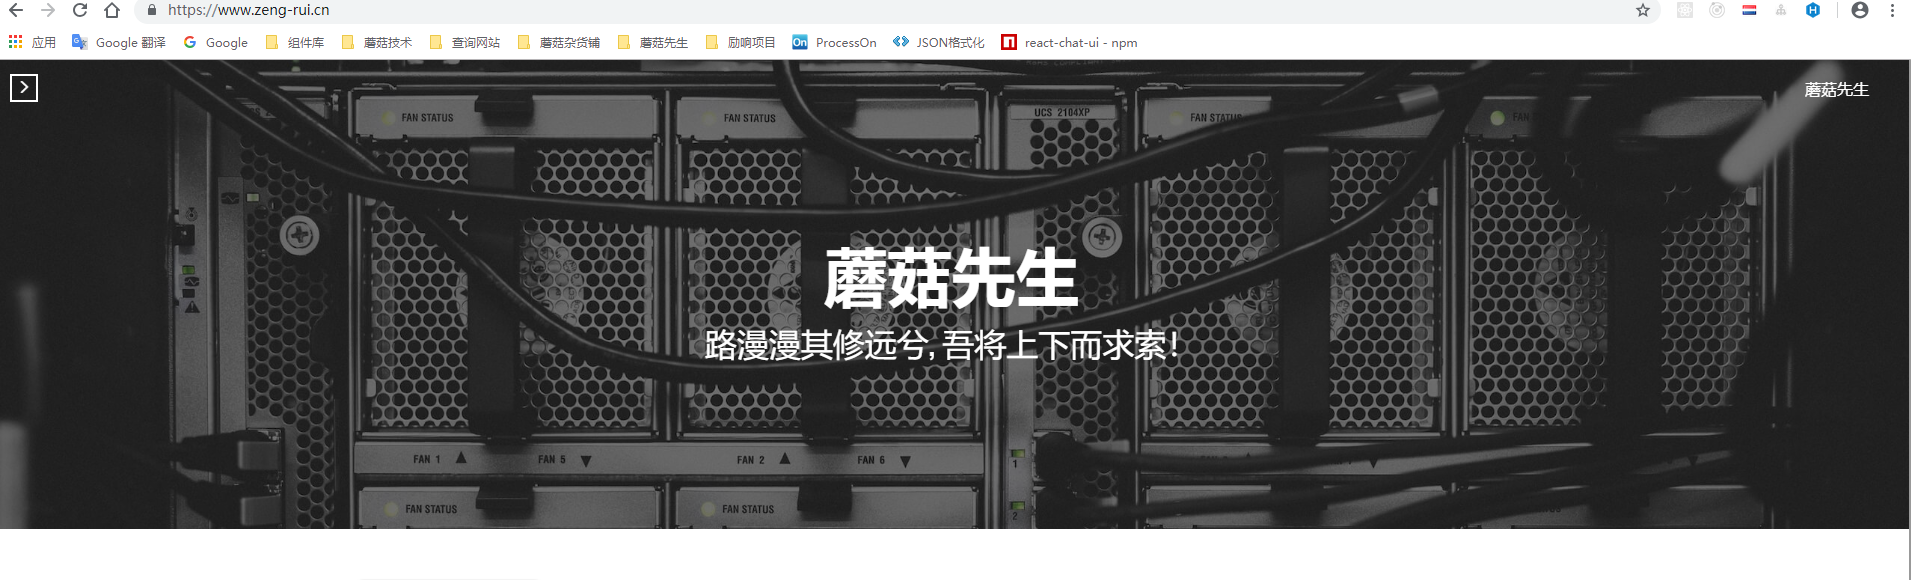 https://www.zeng-rui.cn
应用 Google 翻译 Google 组件库 蘑菇技术 查询网站 蘑菇杂货铺 蘑菇先生 励响项目 On ProcessOn JSON格式化 react-chat-ui - npm
蘑菇先生
FAN STATUS FAN STATUS UCS 2104XP FAN STATUS FAN
蘑菇先生
路漫漫其修远兮, 吾将上下而求索!
FAN 1 FAN 5 FAN 2 FAN 6 1
FAN STATUS FAN STATUS 2